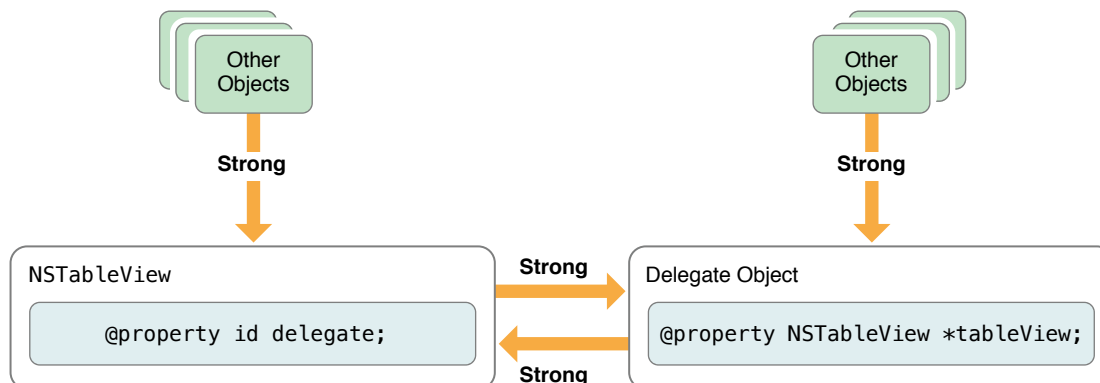 Other
Objects
Other
Objects
Strong
Strong
NSTableView
@property id delegate;
Strong
Strong
Delegate Object
@property NSTableView *tableView;